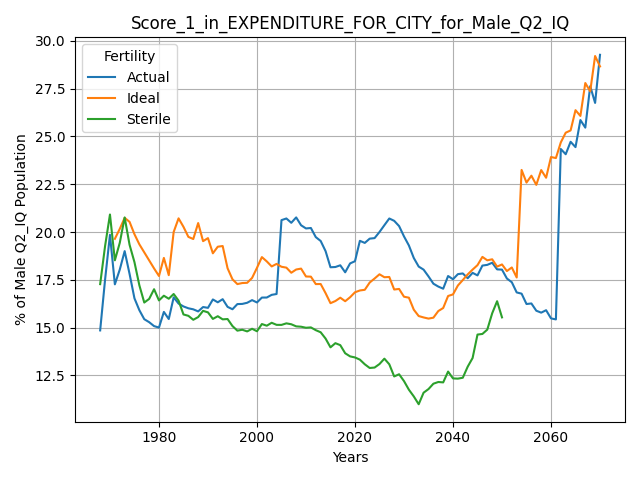 Score_1_in_EXPENDITURE_FOR_CITY_for_Male_Q2_IQ
% of Male Q2_IQ Population
30.0
27.5
25.0
22.5
20.0
17.5
15.0
12.5
Fertility
Actual
Ideal
Sterile
1980
2000
2020
2040
2060
Years